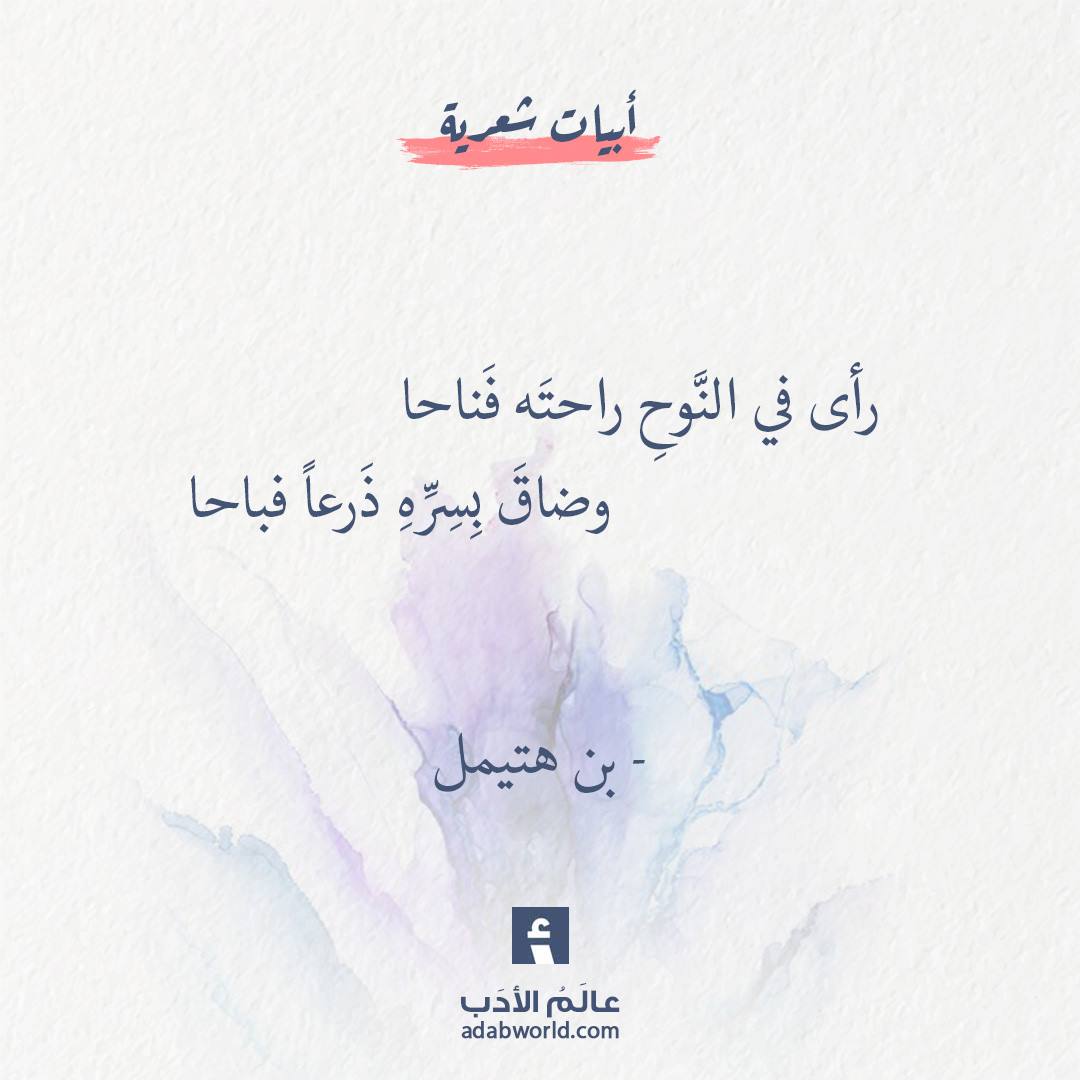 أبيات شعرية
رأى في النَّوحِ راحتَه فَناحا
وضاقَ بِسِرِّهِ ذَرعاً فباحا
- بن هتيمل
أ
عالَمُ الأدَب
adabworld.com